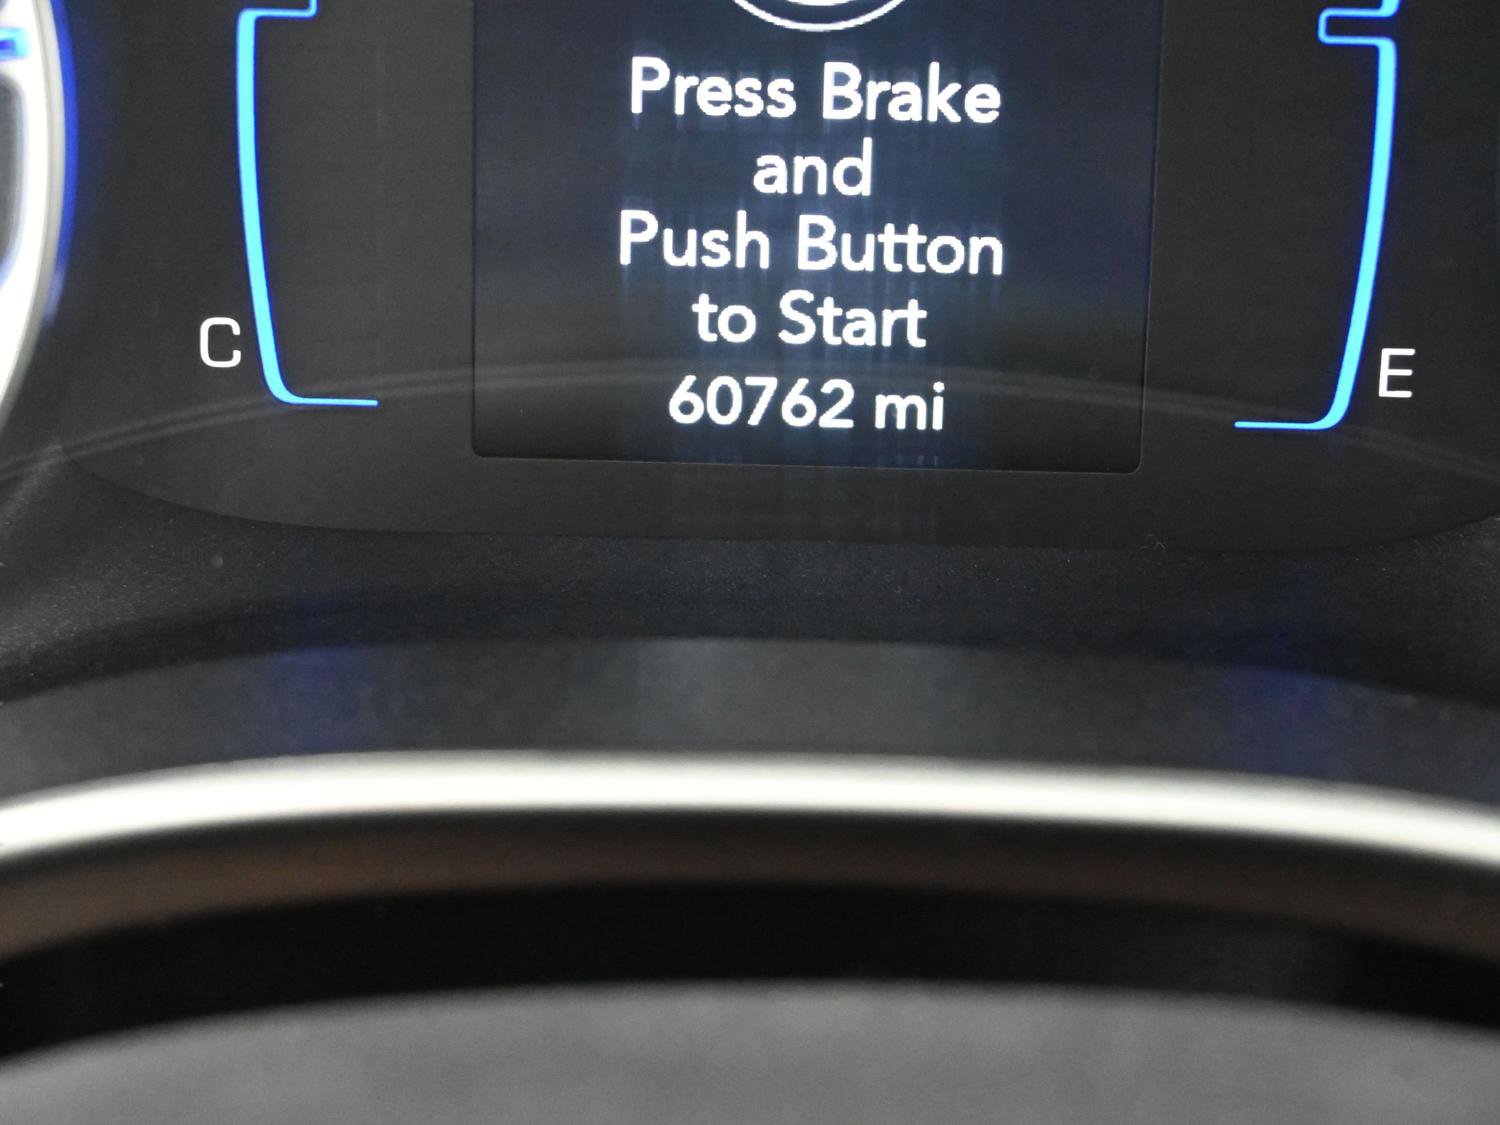 Press Brake
and
Push Button
to Start
C
E
60762 mi